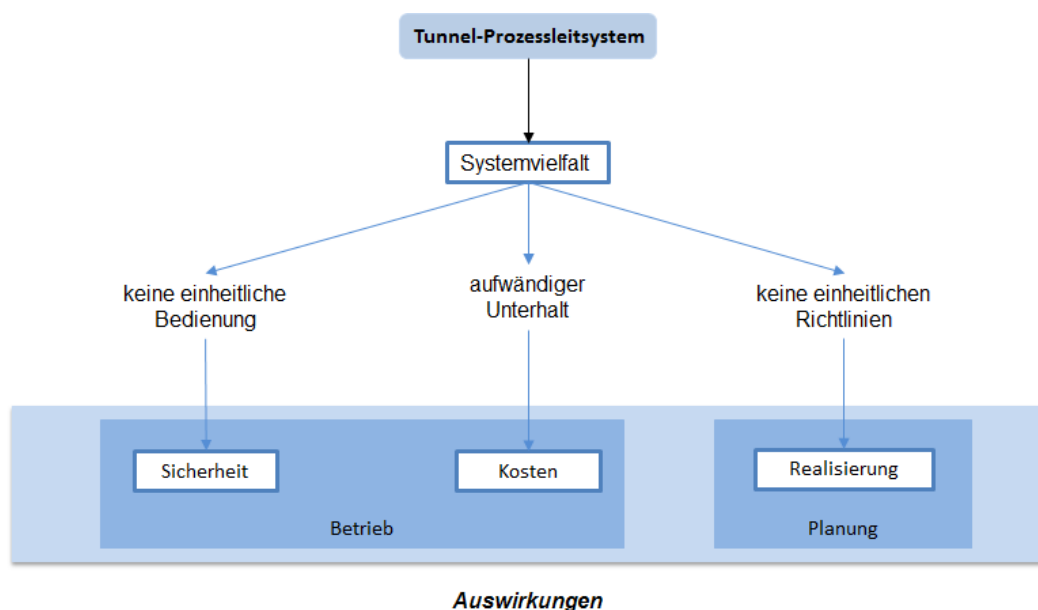 Tunnel-Prozessleitsystem
Systemvielfalt
keine einheitliche
Bedienung
aufwändiger
Unterhalt
keine einheitlichen
Richtlinien
Sicherheit
Kosten
Realisierung
Betrieb
Planung
Auswirkungen